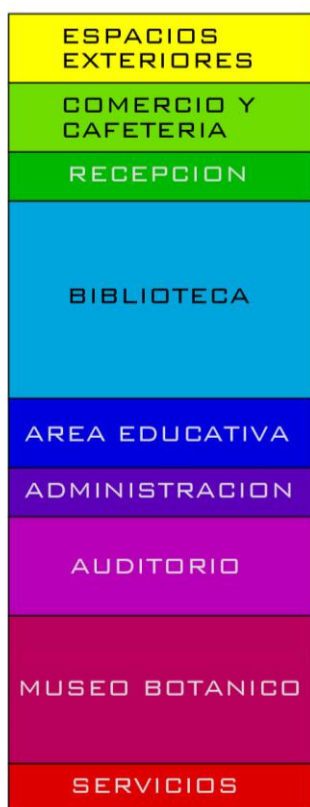 ESPACIOS
EXTERIORES
COMERCIO Y
CAFETERIA
RECEPCION
BIBLIOTECA
AREA EDUCATIVA
ADMINISTRACION
AUDITORIO
MUSEO BOTANICO
SERVICIOS